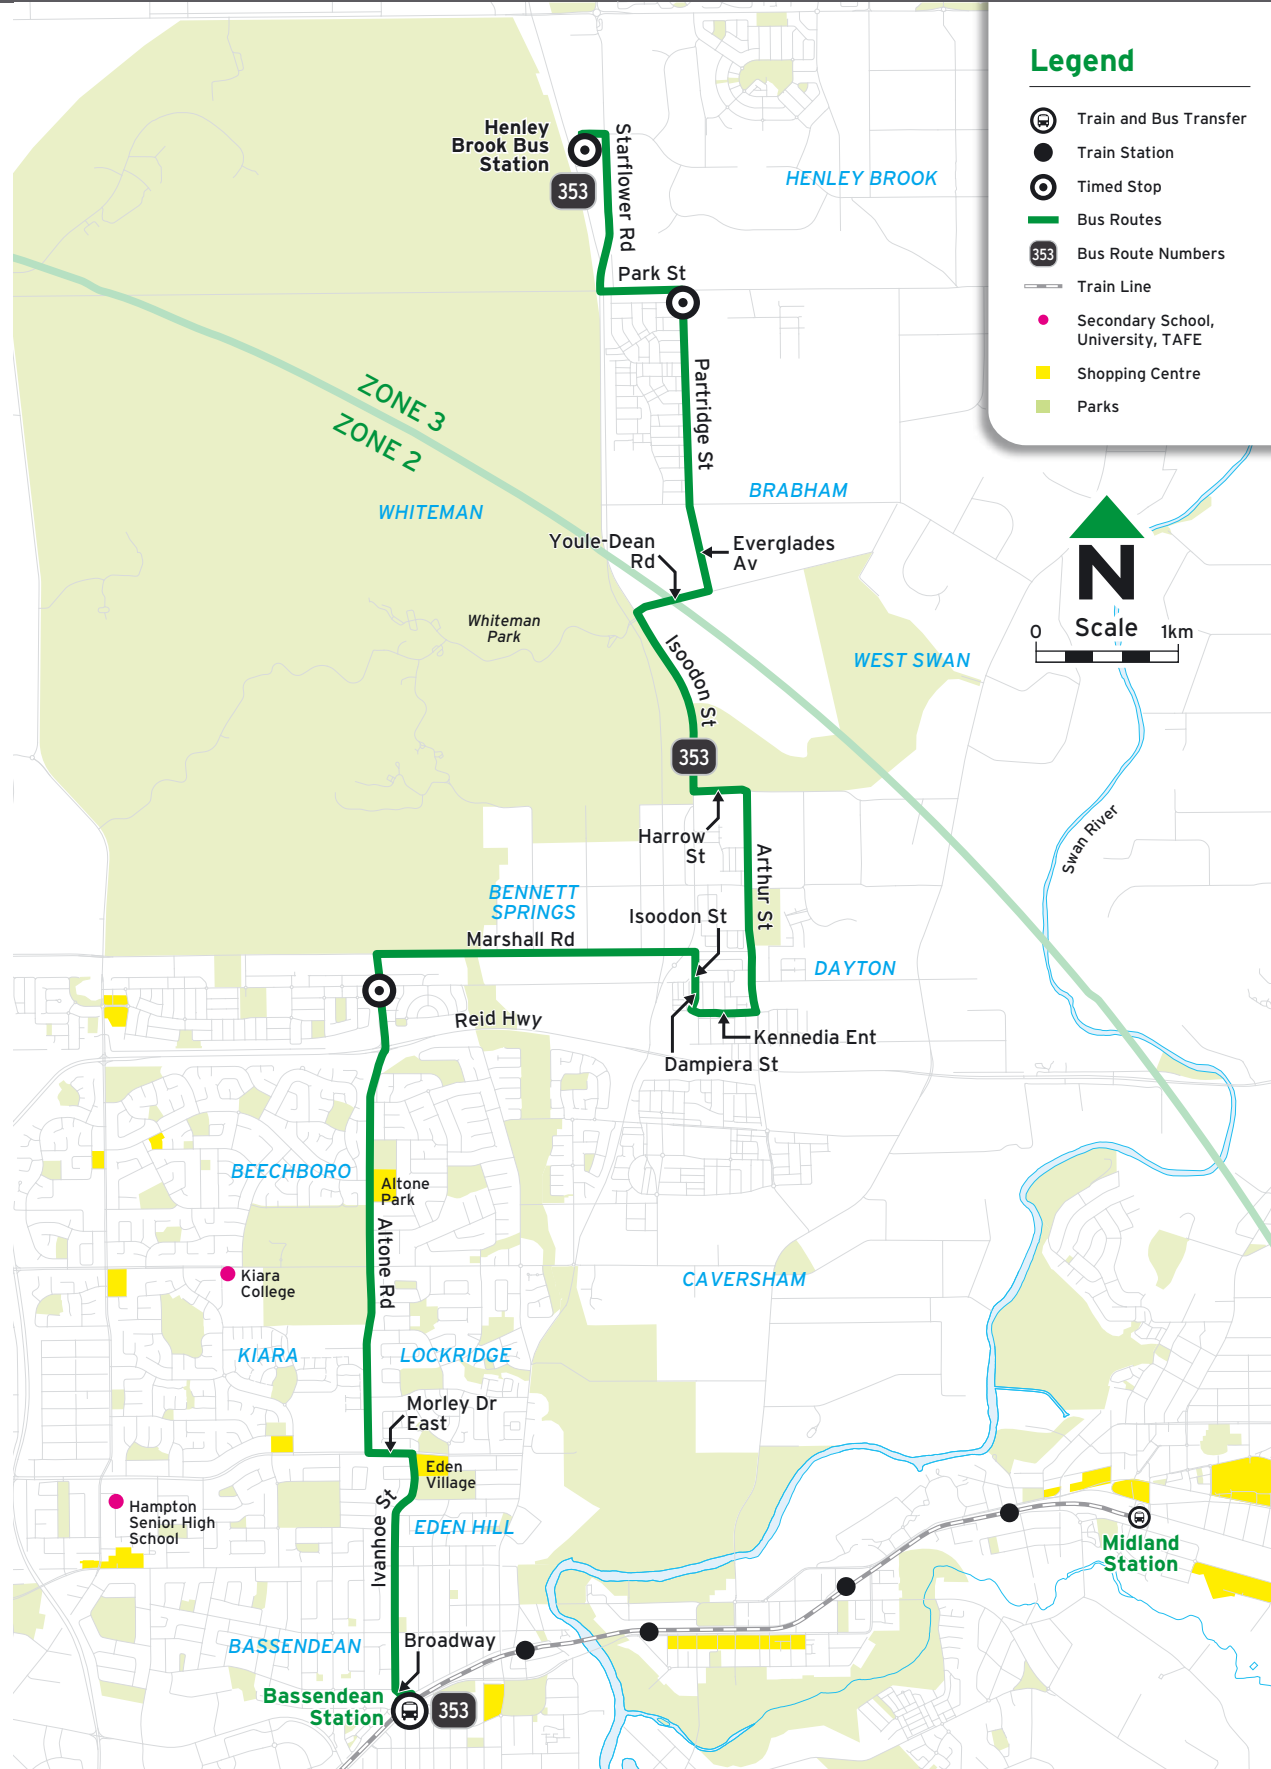 Legend
Train and Bus Transfer
Train Station
Timed Stop
Bus Routes
353
Bus Route Numbers
Train Line
Secondary School,
University, TAFE
Shopping Centre
Parks
Henley
Brook Bus
Station
353
Starflower Rd
HENLEY BROOK
Park St
Partridge St
ZONE 3
ZONE 2
WHITEMAN
BRABHAM
Youle-Dean
Rd
Everglades
Av
N
0 Scale 1km
Whiteman
Park
Isoodon St
WEST SWAN
353
Harrow
St
Swan River
Arthur St
BENNETT
SPRINGS
Isoodon St
Marshall Rd
DAYTON
Reid Hwy
Kennedia Ent
Dampiera St
BEECHBORO
Altone
Park
Altone Rd
Kiara
College
CAVERSHAM
KIARA
LOCKRIDGE
Morley Dr
East
Eden
Village
Hampton
Senior High
School
Ivanhoe St
EDEN HILL
Midland
Station
BASSENDEAN
Broadway
Bassendean
Station
353